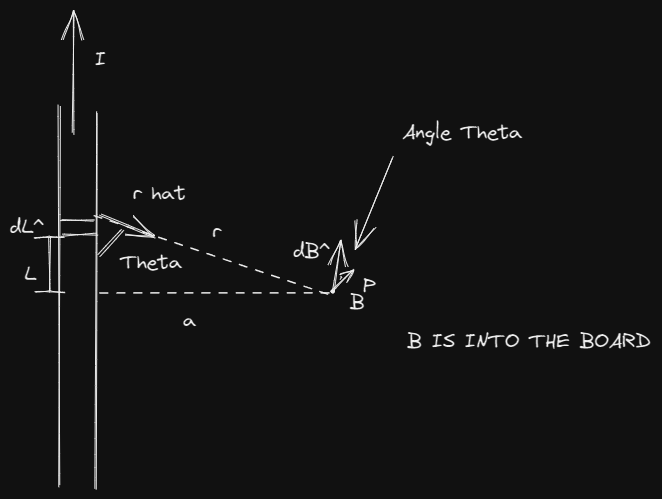 I
Angle Theta
r hat
dL^
r
dB^
Theta
L
P
B
a
B IS INTO THE BOARD